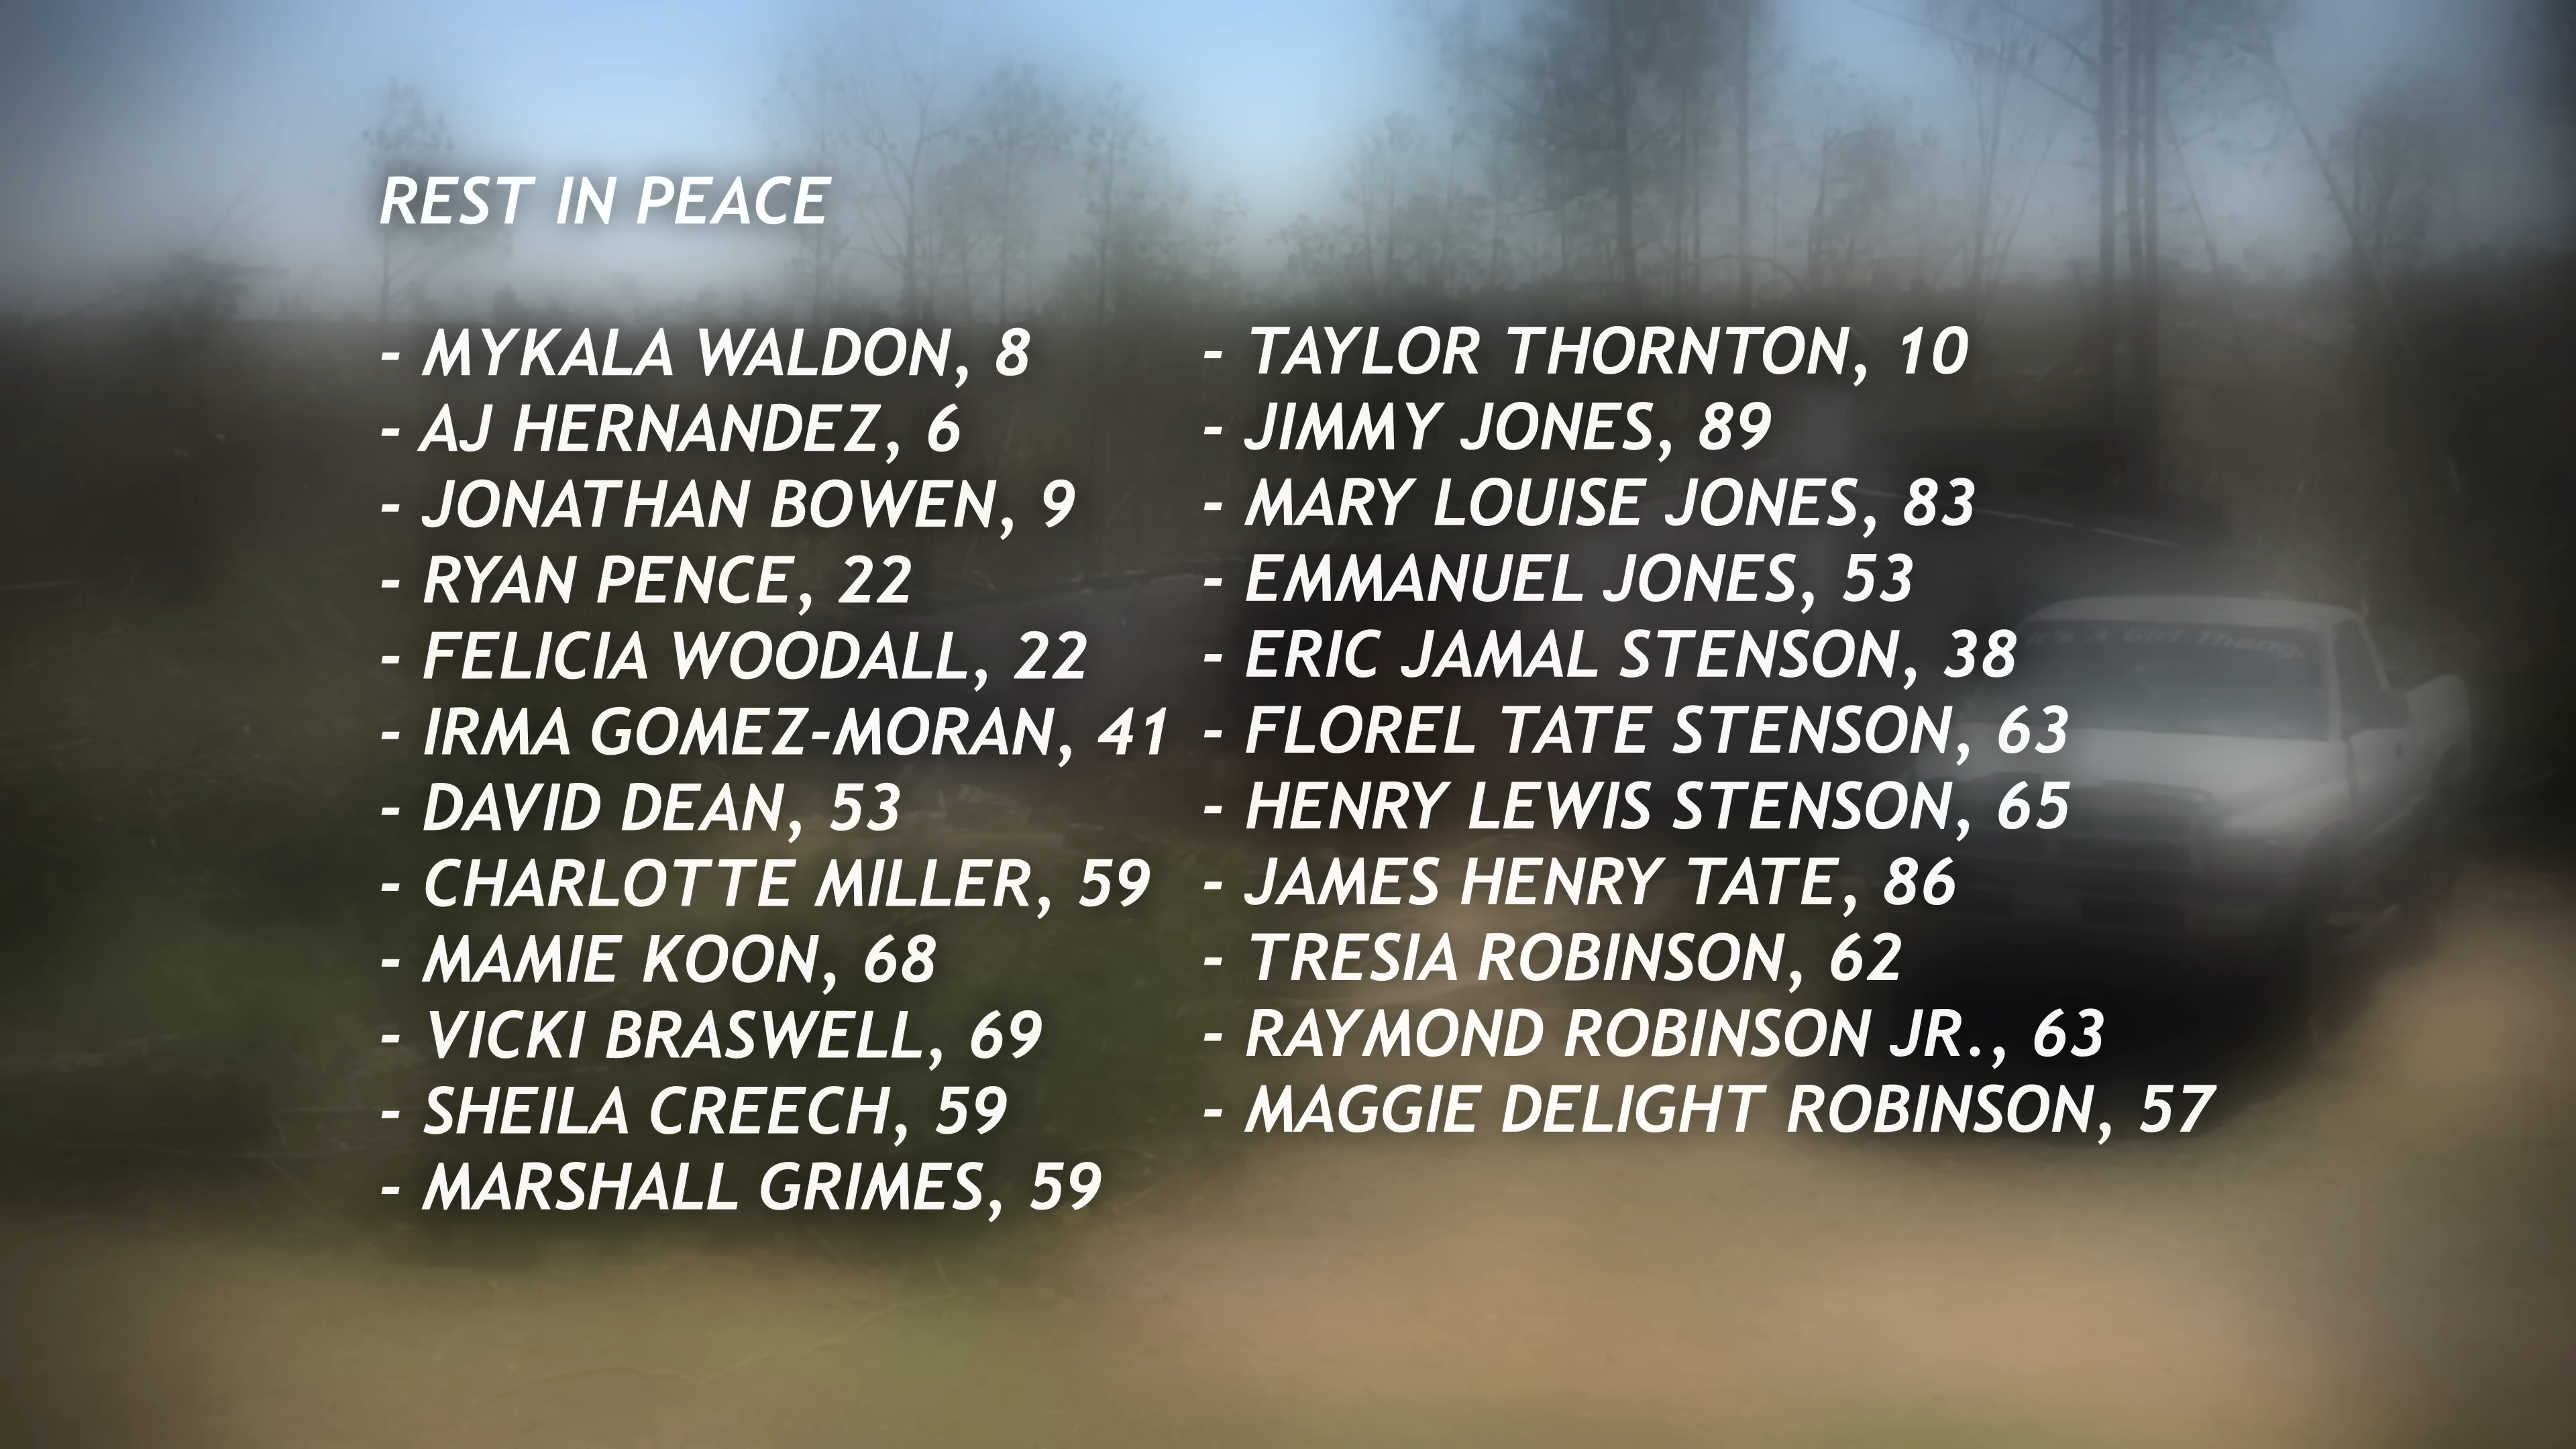 REST IN PEACE
- MYKALA WALDON, 8
- AJ HERNANDEZ, 6
- JONATHAN BOWEN, 9
- RYAN PENCE, 22
- FELICIA WOODALL, 22
- IRMA GOMEZ-MORAN, 41
- DAVID DEAN, 53
- CHARLOTTE MILLER, 59
- MAMIE KOON, 68
- VICKI BRASWELL, 69
- SHEILA CREECH, 59
- MARSHALL GRIMES, 59
- TAYLOR THORNTON, 10
- JIMMY JONES, 89
- MARY LOUISE JONES, 83
- EMMANUEL JONES, 53
- ERIC JAMAL STENSON, 38
- FLOREL TATE STENSON, 63
- HENRY LEWIS STENSON, 65
- JAMES HENRY TATE, 86
- TRESIA ROBINSON, 62
- RAYMOND ROBINSON JR., 63
- MAGGIE DELIGHT ROBINSON, 57
It's A Girl Thang.